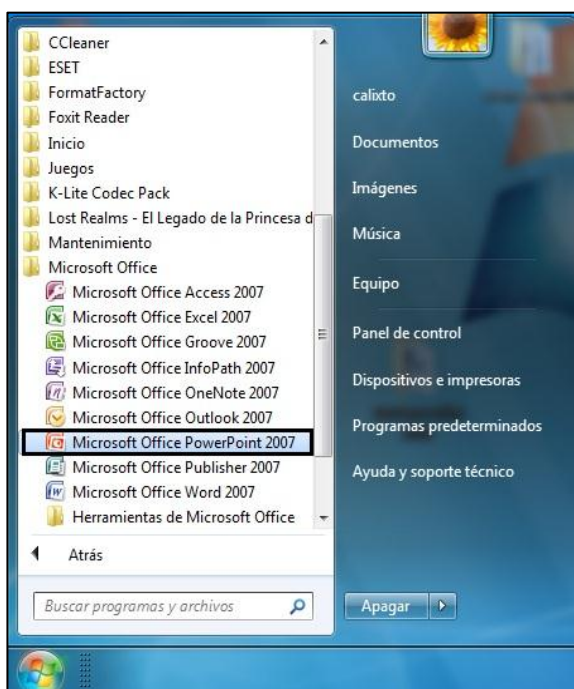 CCleaner
ESET
FormatFactory
Foxit Reader
Inicio
Juegos
K-Lite Codec Pack
Lost Realms - El Legado de la Princesa d
Mantenimiento
Microsoft Office
Microsoft Office Access 2007
Microsoft Office Excel 2007
Microsoft Office Groove 2007
Microsoft Office InfoPath 2007
Microsoft Office OneNote 2007
Microsoft Office Outlook 2007
Microsoft Office PowerPoint 2007
Microsoft Office Publisher 2007
Microsoft Office Word 2007
Herramientas de Microsoft Office
Atrás
Buscar programas y archivos
calixto
Documentos
Imágenes
Música
Equipo
Panel de control
Dispositivos e impresoras
Programas predeterminados
Ayuda y soporte técnico
Apagar